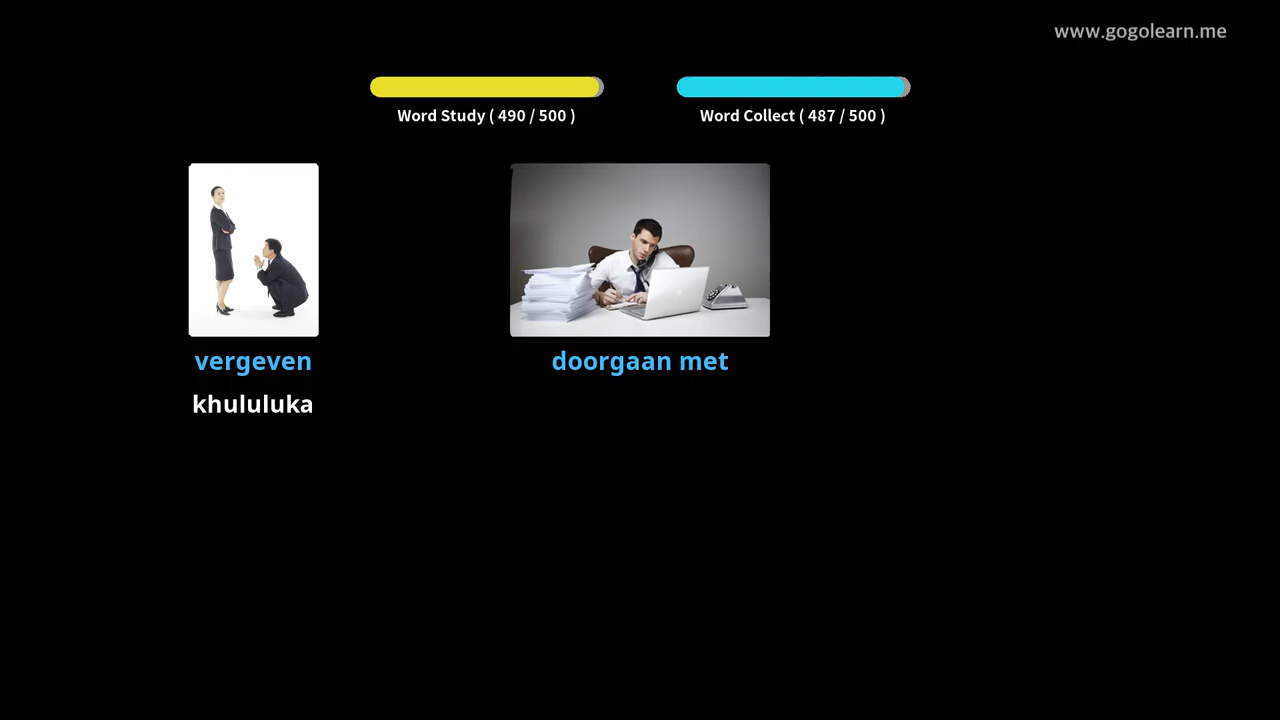 www.gogolearn.me
Word Study ( 490 / 500 )
Word Collect ( 487 / 500 )
vergeven
doorgaan met
khululuka